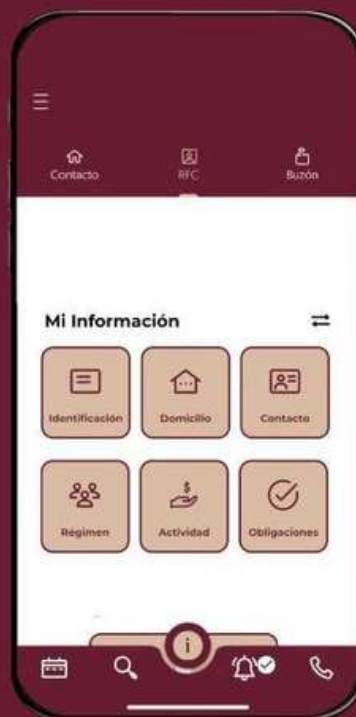 Contacto
RFC
Buzón
Mi Información
Identificación
Domicilio
Contacto
Régimen
Actividad
Obligaciones
i